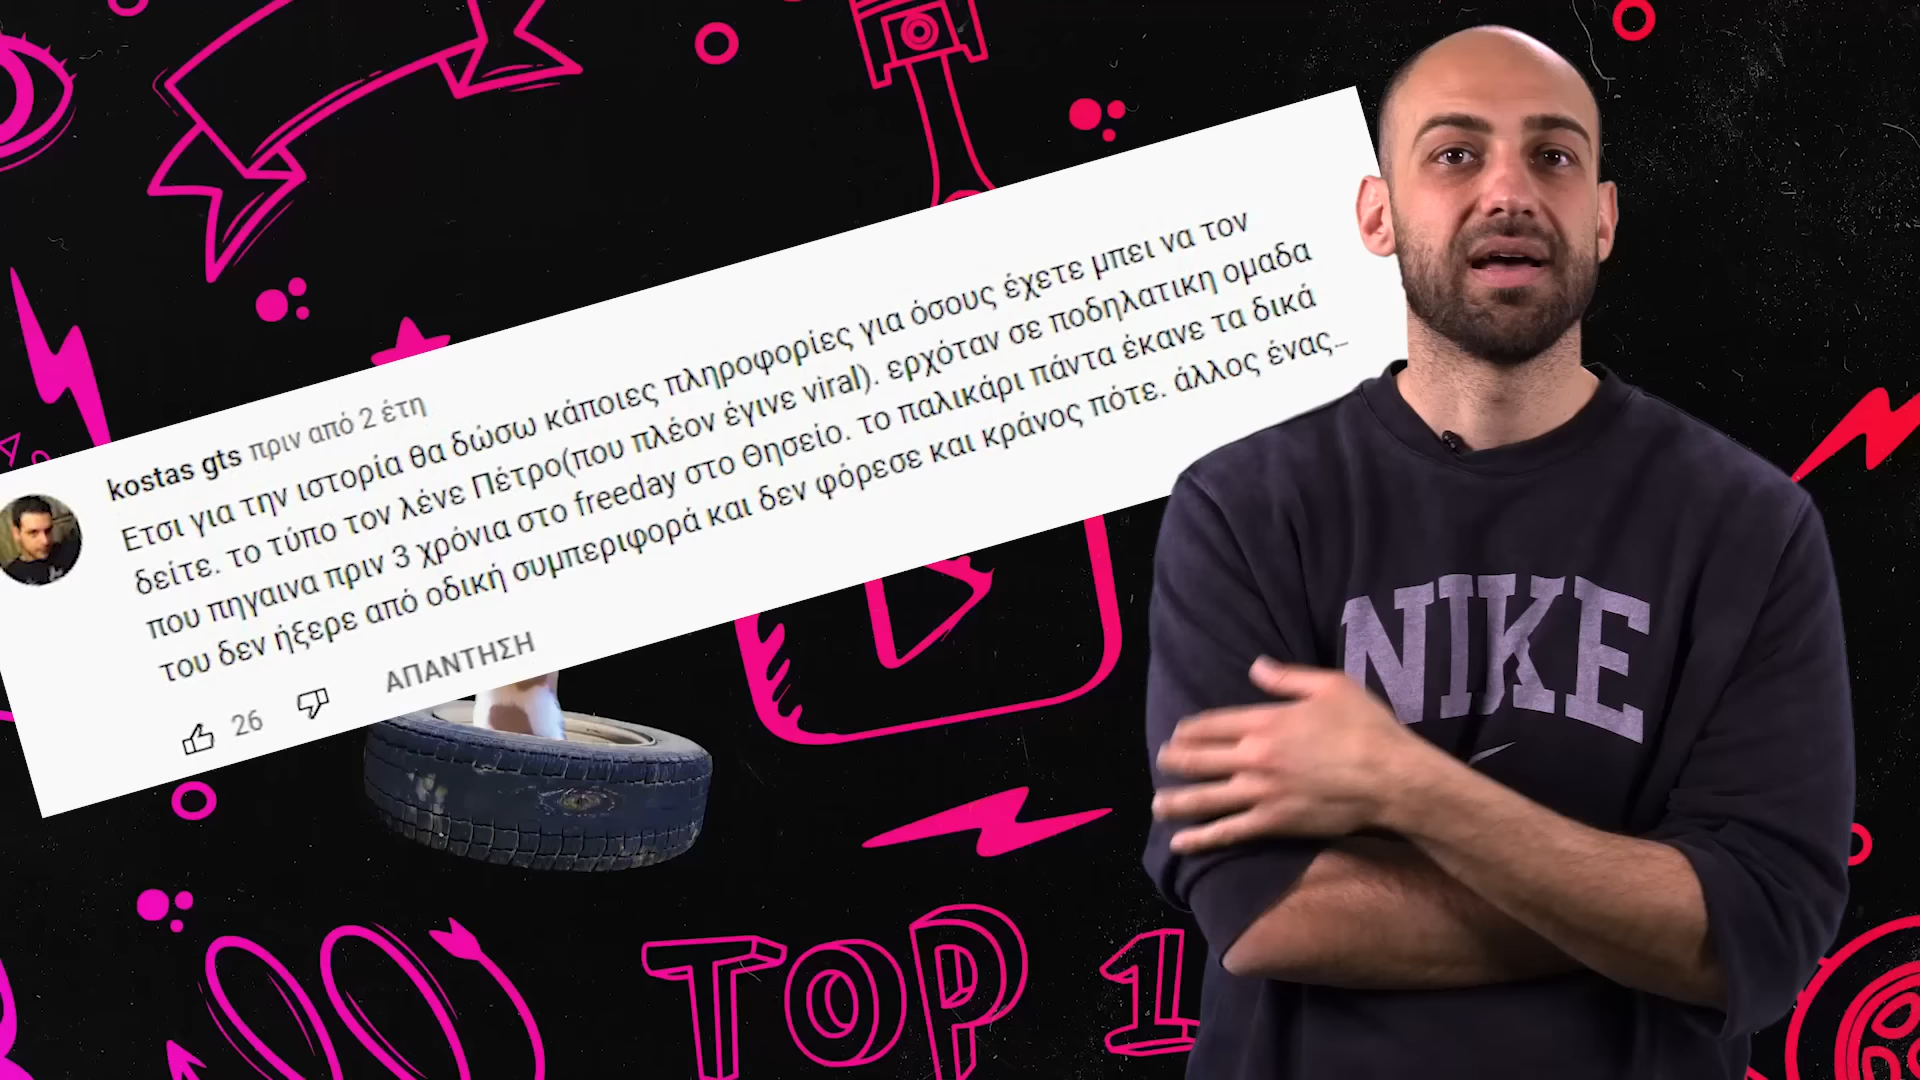 kostas gts πριν από 2 έτη
Ετσι για την ιστορία θα δώσω κάποιες πληροφορίες για όσους έχετε μπει να τον
δείτε. το τύπο τον λένε Πέτρο(που πλέον έγινε viral). ερχόταν σε ποδηλατικη ομαδα
που πηγαινα πριν 3 χρόνια στο freeday στο Θησείο. το παλικάρι πάντα έκανε τα δικά
του δεν ήξερε από οδική συμπεριφορά και δεν φόρεσε και κράνος πότε. άλλος ένας...
26
ΑΠΑΝΤΗΣΗ
NIKE
TOP 1